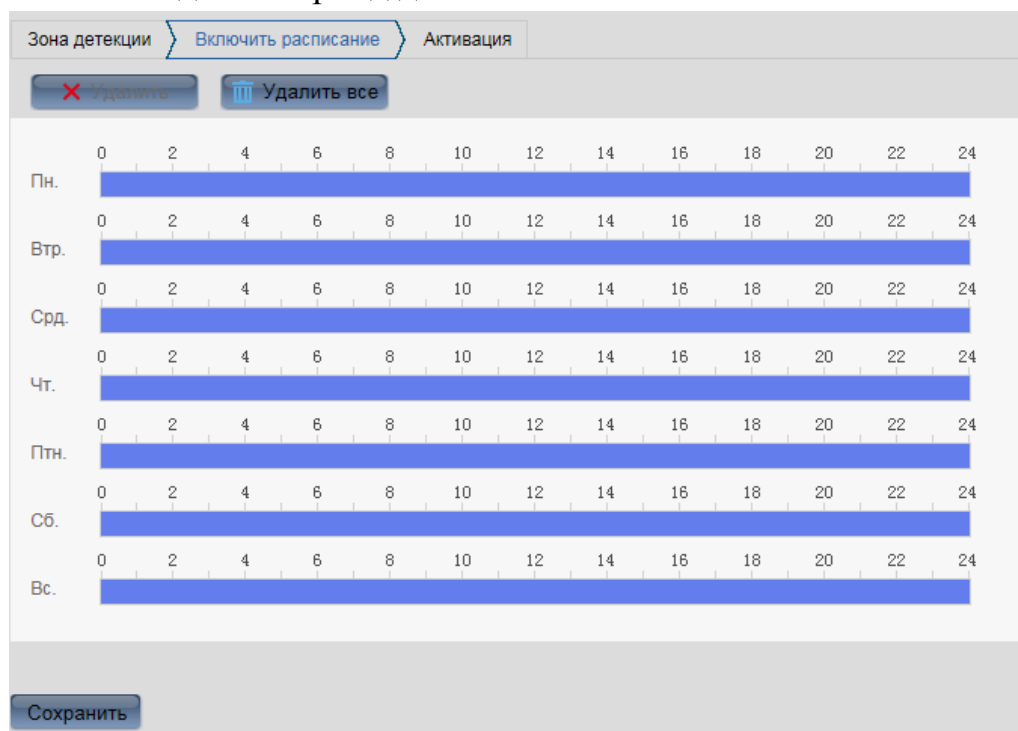 Зона детекции Включить расписание Активация
Удалить Удалить все
0 2 4 6 8 10 12 14 16 18 20 22 24
Пн.
0 2 4 6 8 10 12 14 16 18 20 22 24
Втр.
0 2 4 6 8 10 12 14 16 18 20 22 24
Срд.
0 2 4 6 8 10 12 14 16 18 20 22 24
Чт.
0 2 4 6 8 10 12 14 16 18 20 22 24
Птн.
0 2 4 6 8 10 12 14 16 18 20 22 24
Сб.
0 2 4 6 8 10 12 14 16 18 20 22 24
Вс.
Сохранить